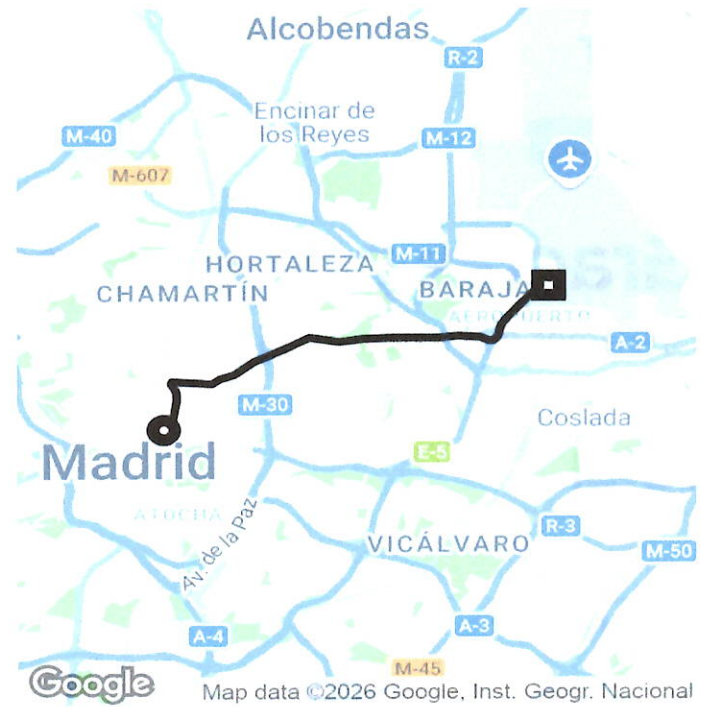 Alcobendas
R-2
Encinar de
los Reyes
M-40
M-12
M-607
M-11
HORTALEZA
CHAMARTÍN
BARAJA
AEROPUERTO
A-2
M-30
Coslada
Madrid
E-5
ATOCHA
Av. de la Paz
R-3
VICÁLVARO
M-50
A-4
A-3
M-45
Google
Map data ©2026 Google, Inst. Geogr. Nacional